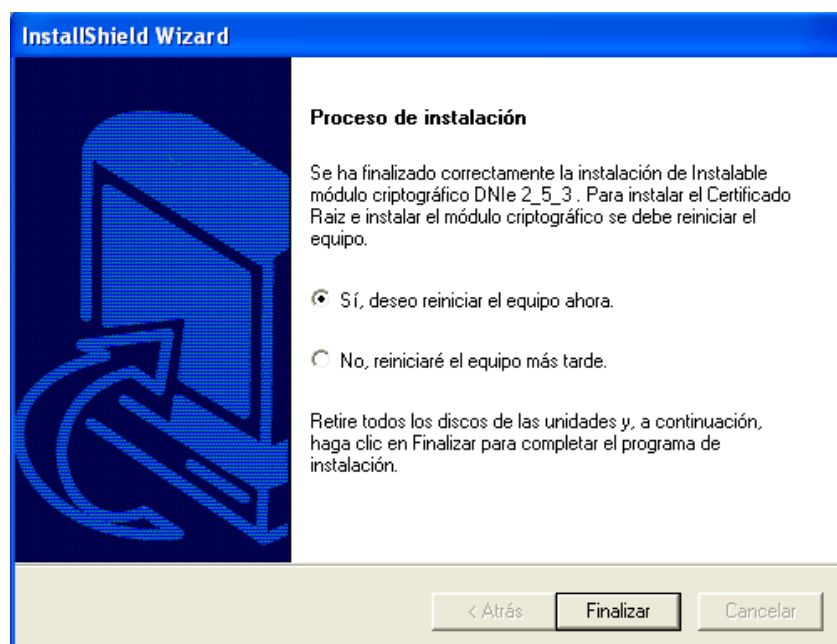 InstallShield Wizard
Proceso de instalación
Se ha finalizado correctamente la instalación de Instalable
módulo criptográfico DNIe 2_5_3 . Para instalar el Certificado
Raiz e instalar el módulo criptográfico se debe reiniciar el
equipo.
Sí, deseo reiniciar el equipo ahora.
No, reiniciaré el equipo más tarde.
Retire todos los discos de las unidades y, a continuación,
haga clic en Finalizar para completar el programa de
instalación.
< Atrás Finalizar Cancelar